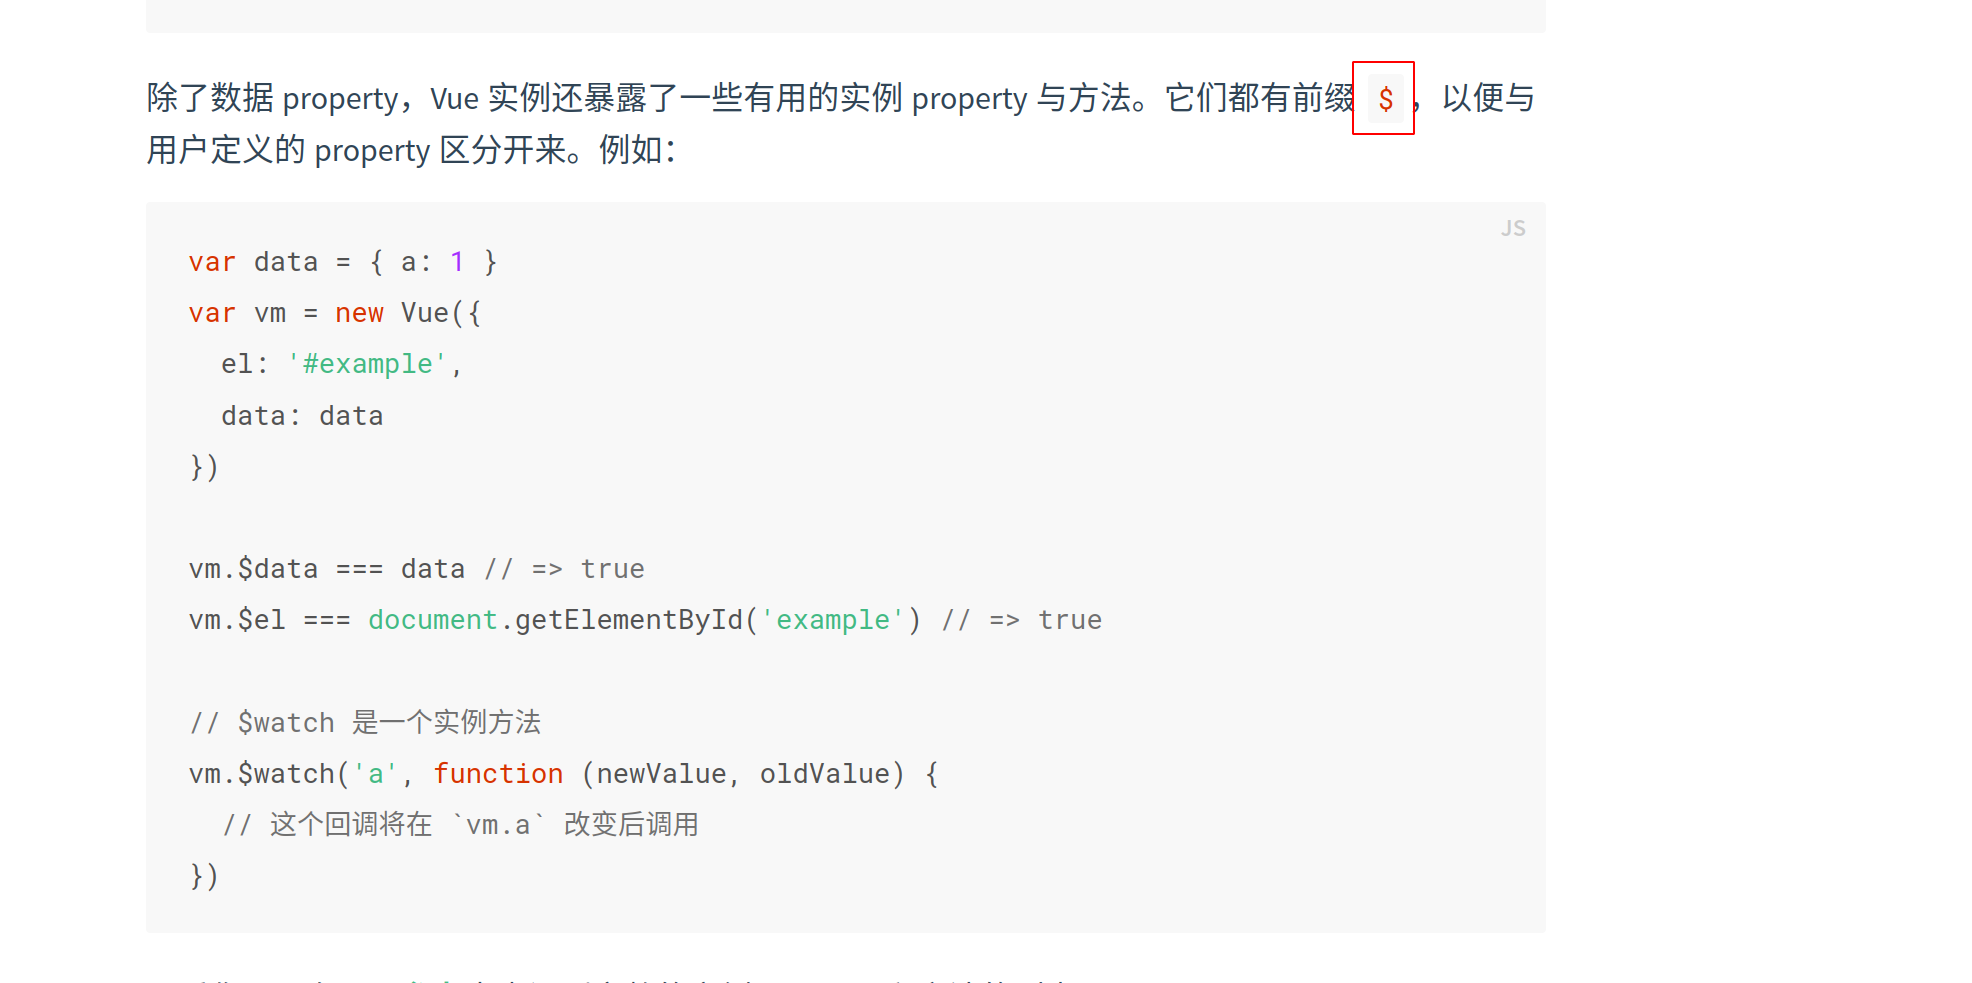 除了数据 property，Vue 实例还暴露了一些有用的实例 property 与方法。它们都有前缀 $，以便与
用户定义的 property 区分开来。例如：
JS
var data = { a: 1 }
var vm = new Vue({
  el: '#example',
  data: data
})
vm.$data === data // => true
vm.$el === document.getElementById('example') // => true
// $watch 是一个实例方法
vm.$watch('a', function (newValue, oldValue) {
  // 这个回调将在 `vm.a` 改变后调用
})